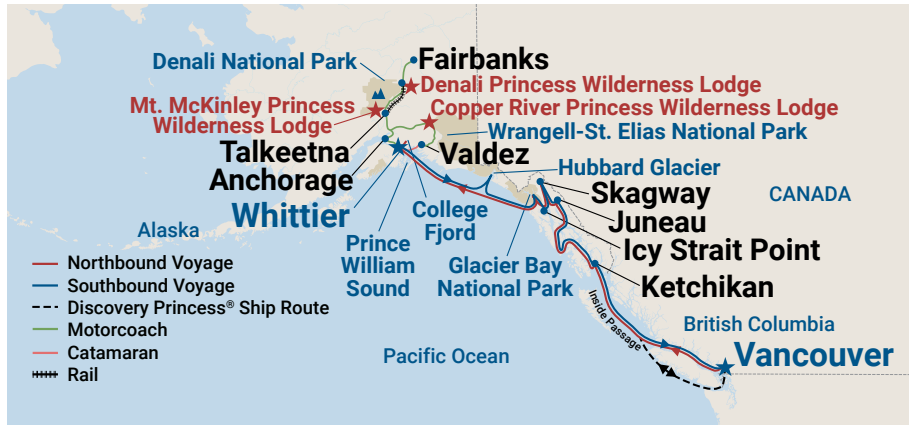 Fairbanks
Denali National Park
Denali Princess Wilderness Lodge
Mt. McKinley Princess
Wilderness Lodge
Copper River Princess Wilderness Lodge
Wrangell-St. Elias National Park
Talkeetna
Valdez
Anchorage
Hubbard Glacier
Whittier
Skagway
CANADA
College
Fjord
Juneau
Alaska
Prince
William
Sound
Icy Strait Point
Glacier Bay
National Park
Ketchikan
Northbound Voyage
Southbound Voyage
Discovery Princess® Ship Route
Motorcoach
Catamaran
Rail
Inside Passage
British Columbia
Pacific Ocean
Vancouver